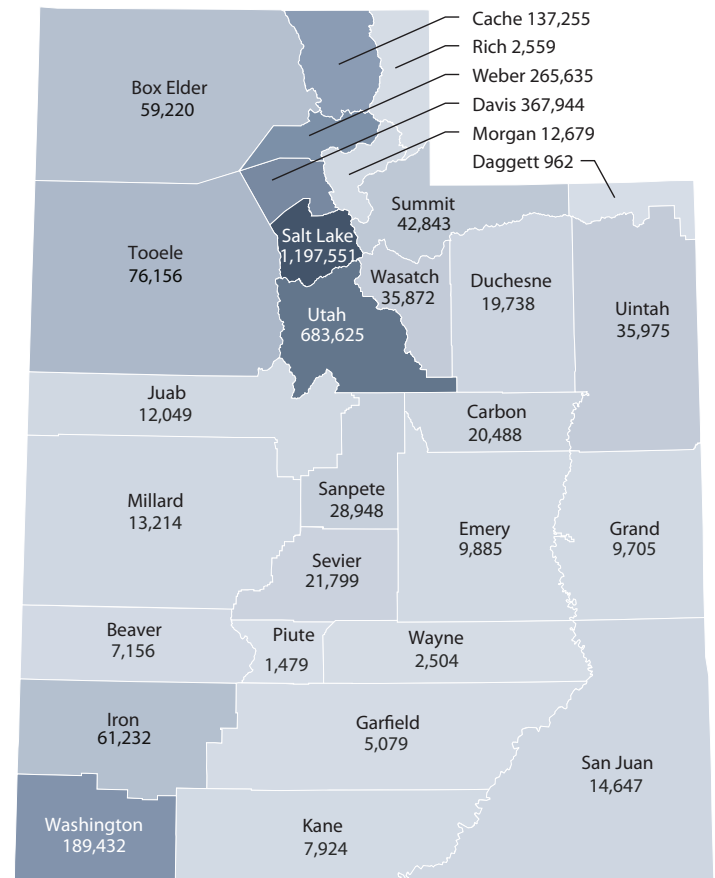 Cache 137,255
Rich 2,559
Weber 265,635
Davis 367,944
Morgan 12,679
Daggett 962
Box Elder
59,220
Summit
42,843
Salt Lake
1,197,551
Tooele
76,156
Wasatch
35,872
Duchesne
19,738
Uintah
35,975
Utah
683,625
Juab
12,049
Carbon
20,488
Sanpete
28,948
Millard
13,214
Emery
9,885
Grand
9,705
Sevier
21,799
Beaver
7,156
Piute
1,479
Wayne
2,504
Iron
61,232
Garfield
5,079
San Juan
14,647
Washington
189,432
Kane
7,924